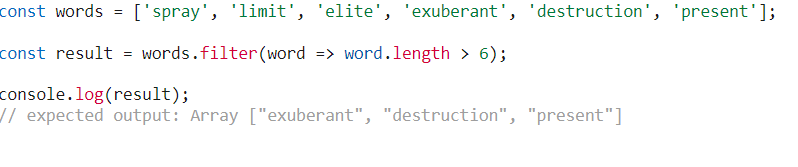 const words = ['spray', 'limit', 'elite', 'exuberant', 'destruction', 'present'];
const result = words.filter(word => word.length > 6);
console.log(result);
// expected output: Array ["exuberant", "destruction", "present"]